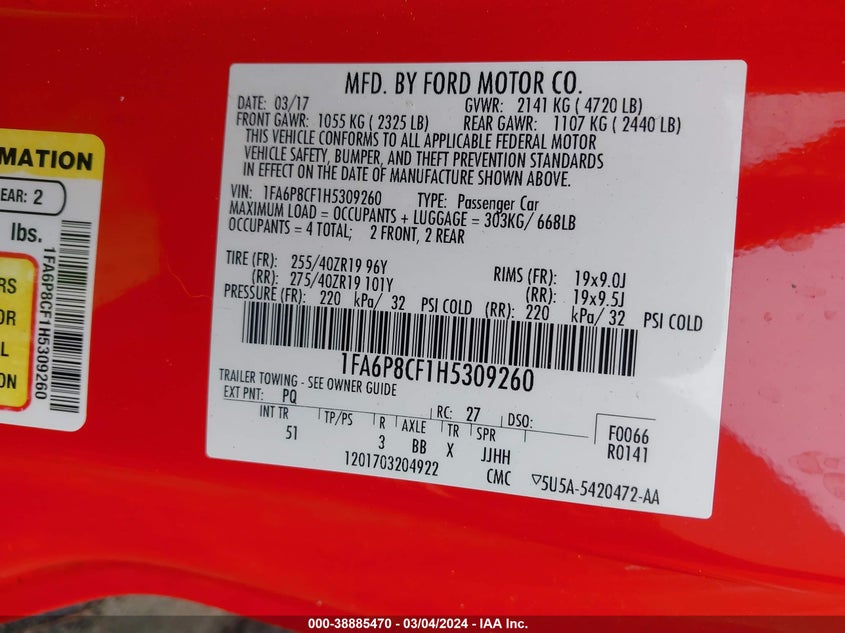 MATION
EAR: 2
lbs.
RS
OR
L
NG
1FA6P8CF1H5309260
MFD. BY FORD MOTOR CO.
DATE: 03/17 GVWR: 2141 KG ( 4720 LB)
FRONT GAWR: 1055 KG ( 2325 LB) REAR GAWR: 1107 KG ( 2440 LB)
THIS VEHICLE CONFORMS TO ALL APPLICABLE FEDERAL MOTOR
VEHICLE SAFETY, BUMPER, AND THEFT PREVENTION STANDARDS
IN EFFECT ON THE DATE OF MANUFACTURE SHOWN ABOVE.
VIN: 1FA6P8CF1H5309260 TYPE: Passenger Car
MAXIMUM LOAD = OCCUPANTS + LUGGAGE = 303KG/ 668LB
OCCUPANTS = 4 TOTAL; 2 FRONT, 2 REAR
TIRE (FR): 255/40ZR19 96Y RIMS (FR): 19x9.0J
(RR): 275/40ZR19 101Y (RR): 19x9.5J
PRESSURE (FR): 220 kPa/ 32 PSI COLD (RR): 220 kPa/ 32 PSI COLD
1FA6P8CF1H5309260
TRAILER TOWING - SEE OWNER GUIDE
EXT PNT: PQ RC: 27 DSO: F0066
INT TR TP/PS R AXLE TR SPR R0141
51 3 BB X JJHH
1201703204922 CMC ▽5U5A-5420472-AA
000-38885470 - 03/04/2024 - IAA Inc.